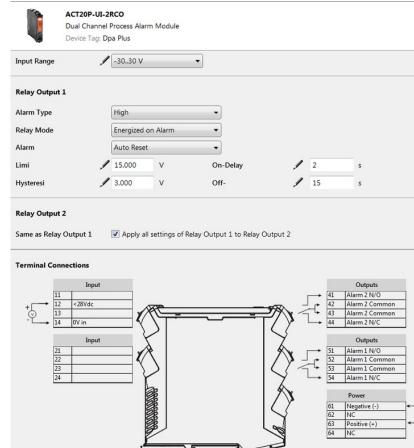 ACT20P-UI-2RCO
Dual Channel Process Alarm Module
Device Tag: Dpa Plus
Input Range -30..30 V
Relay Output 1
Alarm Type High
Relay Mode Energized on Alarm
Alarm Auto Reset
Limi 15.000 V On-Delay 2 s
Hysteresi 3.000 V Off- 15 s
Relay Output 2
Same as Relay Output 1 Apply all settings of Relay Output 1 to Relay Output 2
Terminal Connections
Input
11
12 <28Vdc
13
14 0V in
+
V
-
Input
21
22
23
24
Outputs
41 Alarm 2 N/O
42 Alarm 2 Common
43 Alarm 2 Common
44 Alarm 2 N/C
Outputs
51 Alarm 1 N/O
52 Alarm 1 Common
53 Alarm 1 Common
54 Alarm 1 N/C
Power
61 Negative (-)
62 NC
63 Positive (+)
64 NC